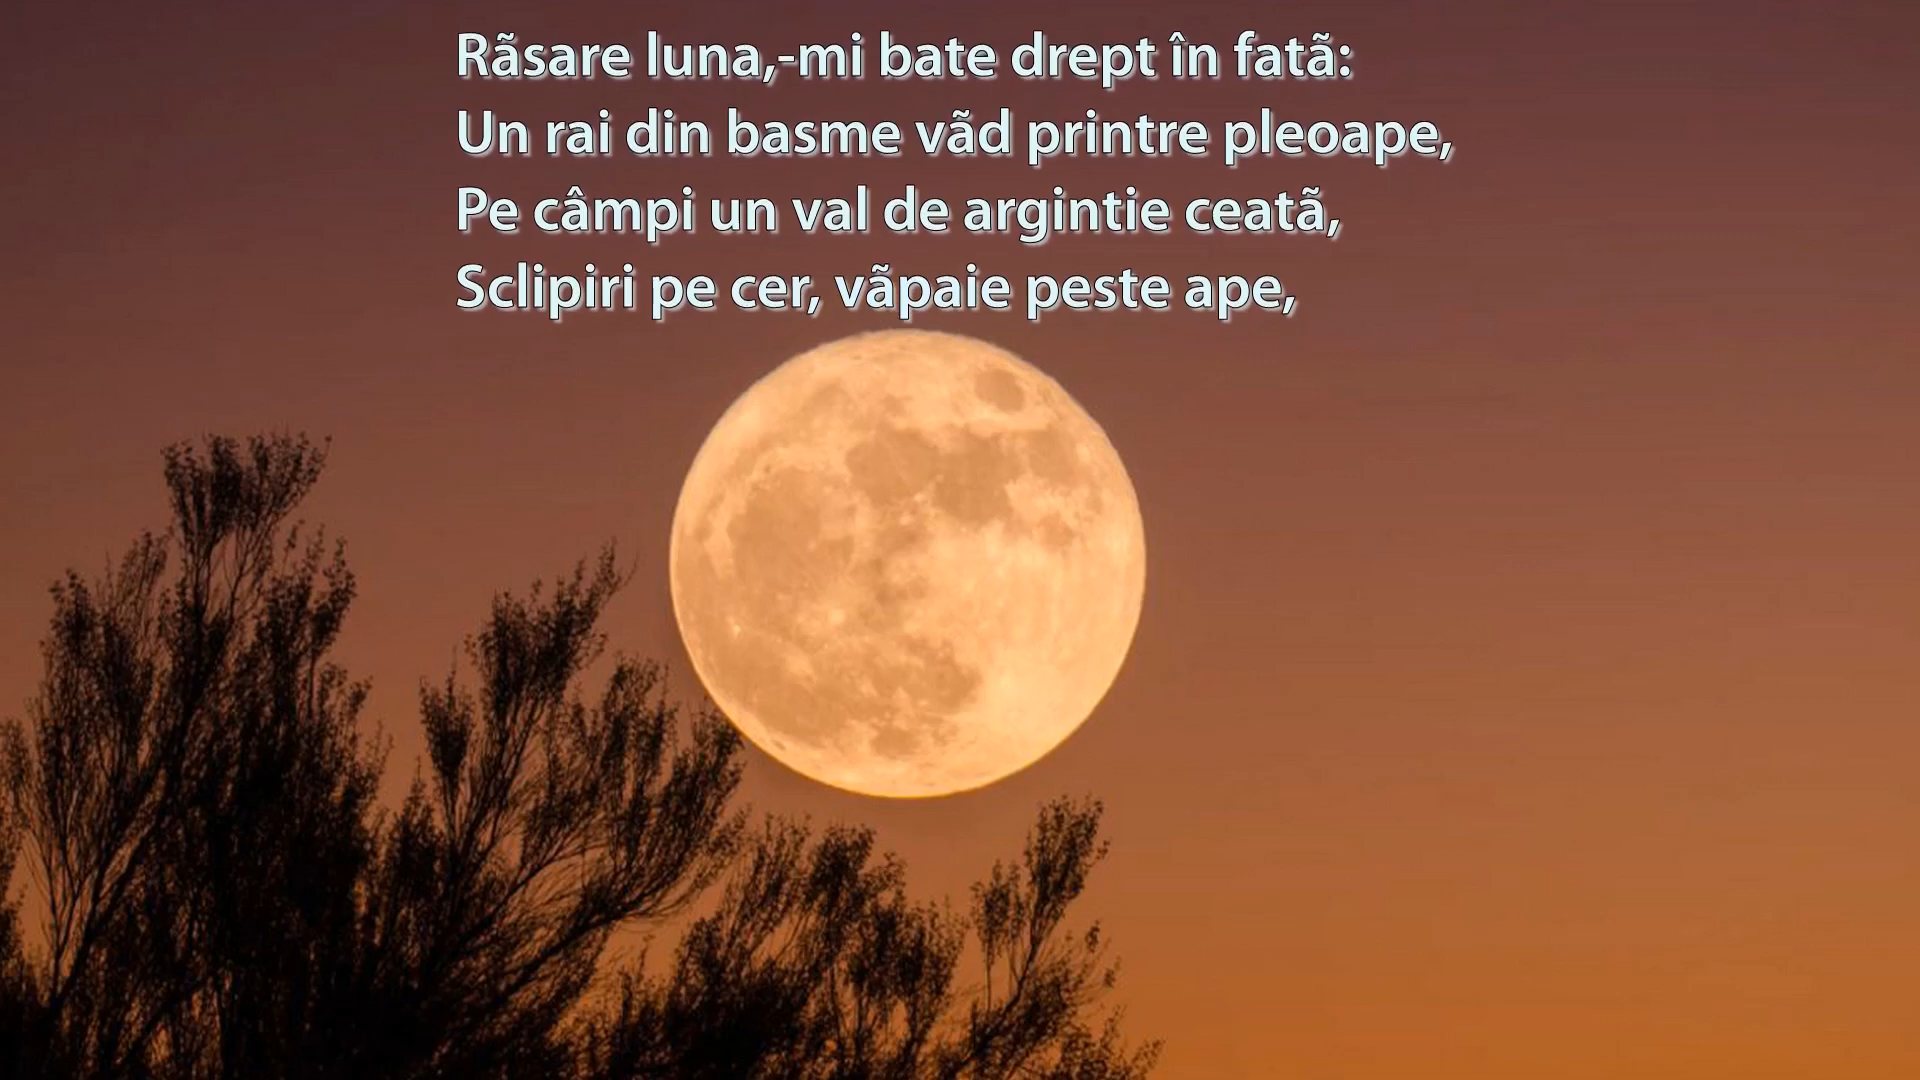 Rãsare luna,-mi bate drept în fatã:
Un rai din basme vãd printre pleoape,
Pe câmpi un val de argintie ceatã,
Sclipiri pe cer, vãpaie peste ape,